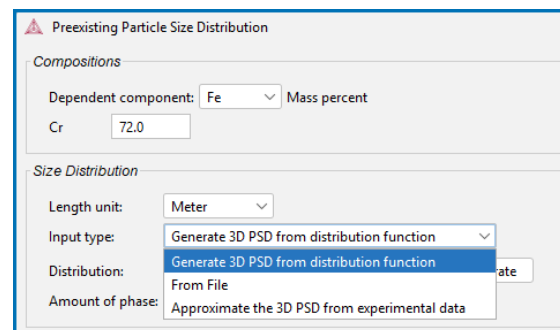 Preexisting Particle Size Distribution
Compositions
Dependent component: Fe Mass percent
Cr 72.0
Size Distribution
Length unit: Meter
Input type: Generate 3D PSD from distribution function
Distribution: Generate 3D PSD from distribution function
From File
Amount of phase: Approximate the 3D PSD from experimental data